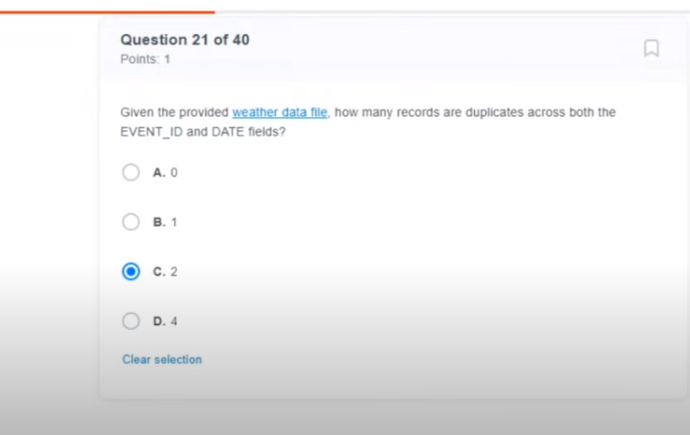 Question 21 of 40
Points: 1
Given the provided weather data file, how many records are duplicates across both the
EVENT_ID and DATE fields?
A. 0
B. 1
C. 2
D. 4
Clear selection